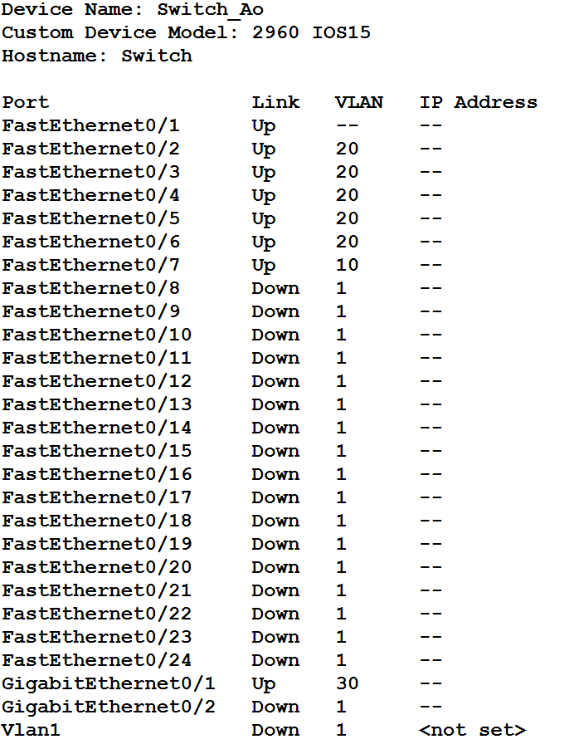 Device Name: Switch_Ao
Custom Device Model: 2960 IOS15
Hostname: Switch
Port Link VLAN IP Address
FastEthernet0/1 Up -- --
FastEthernet0/2 Up 20 --
FastEthernet0/3 Up 20 --
FastEthernet0/4 Up 20 --
FastEthernet0/5 Up 20 --
FastEthernet0/6 Up 20 --
FastEthernet0/7 Up 10 --
FastEthernet0/8 Down 1 --
FastEthernet0/9 Down 1 --
FastEthernet0/10 Down 1 --
FastEthernet0/11 Down 1 --
FastEthernet0/12 Down 1 --
FastEthernet0/13 Down 1 --
FastEthernet0/14 Down 1 --
FastEthernet0/15 Down 1 --
FastEthernet0/16 Down 1 --
FastEthernet0/17 Down 1 --
FastEthernet0/18 Down 1 --
FastEthernet0/19 Down 1 --
FastEthernet0/20 Down 1 --
FastEthernet0/21 Down 1 --
FastEthernet0/22 Down 1 --
FastEthernet0/23 Down 1 --
FastEthernet0/24 Down 1 --
GigabitEthernet0/1 Up 30 --
GigabitEthernet0/2 Down 1 --
Vlan1 Down 1 <not set>